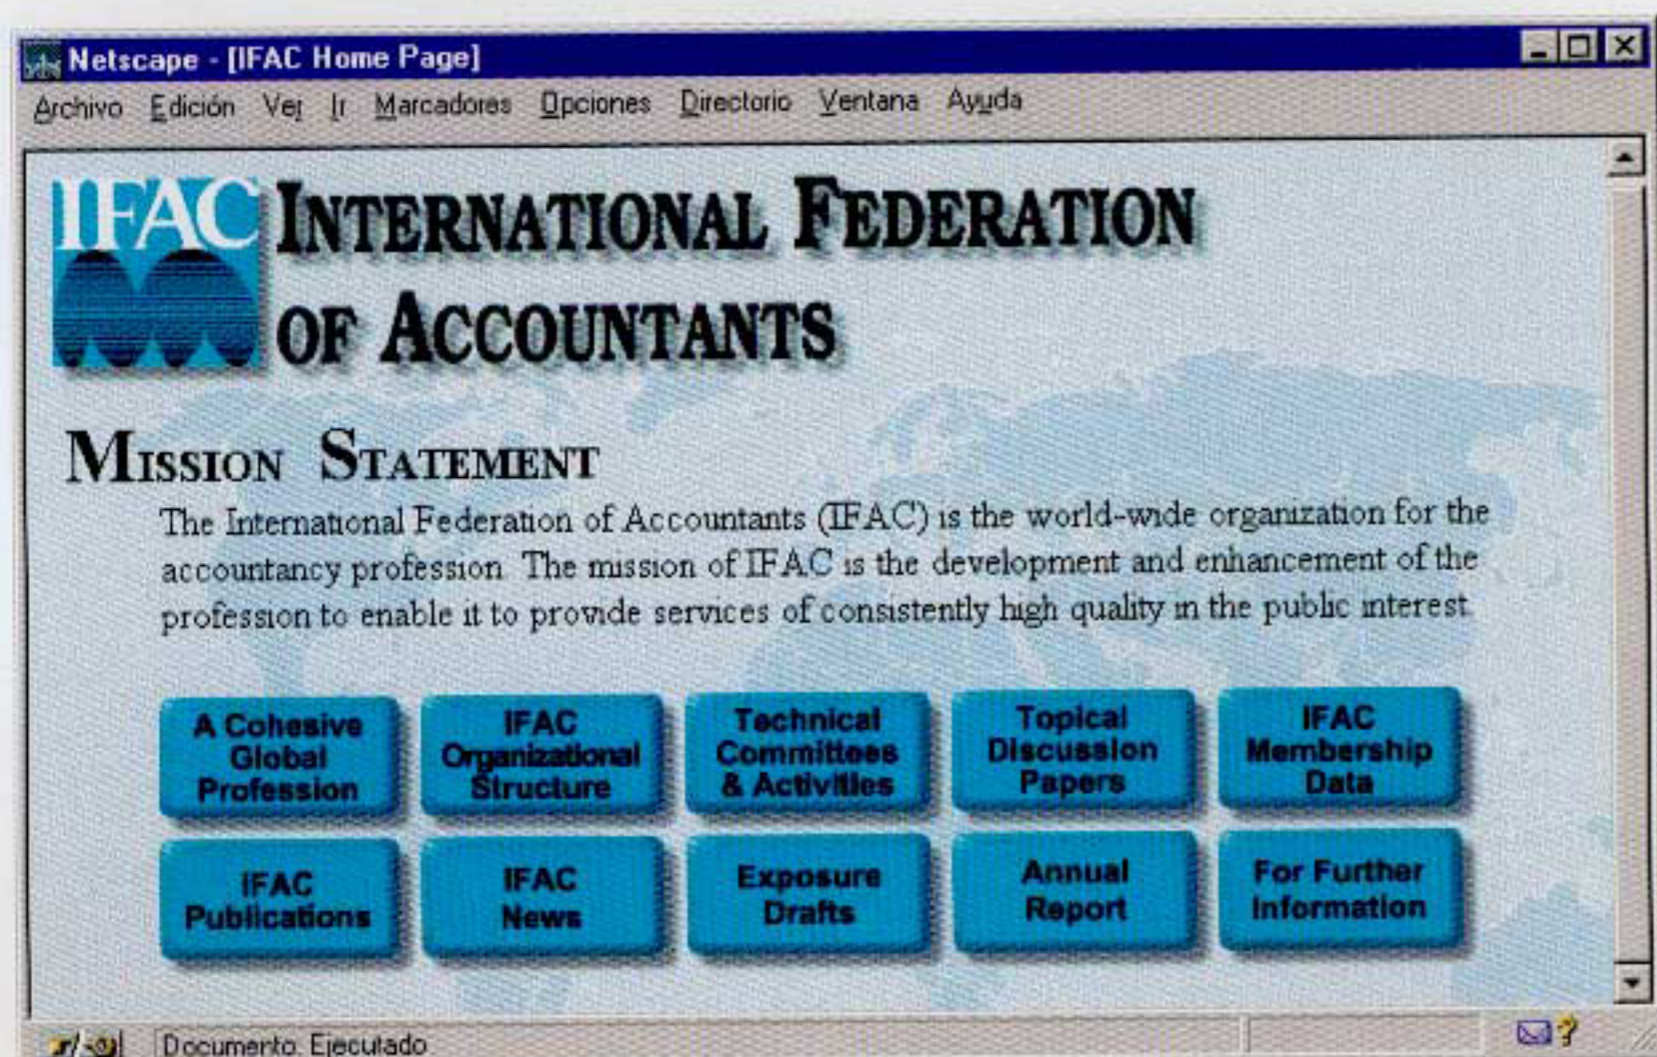 Netscape - [IFAC Home Page]
Archivo Edición Ver Ir Marcadores Opciones Directorio Ventana Ayuda
IFAC
INTERNATIONAL FEDERATION
OF ACCOUNTANTS
MISSION STATEMENT
The International Federation of Accountants (IFAC) is the world-wide organization for the
accountancy profession. The mission of IFAC is the development and enhancement of the
profession to enable it to provide services of consistently high quality in the public interest.
A Cohesive
Global
Profession
IFAC
Organizational
Structure
Technical
Committees
& Activities
Topical
Discussion
Papers
IFAC
Membership
Data
IFAC
Publications
IFAC
News
Exposure
Drafts
Annual
Report
For Further
Information
Documento. Ejecutado